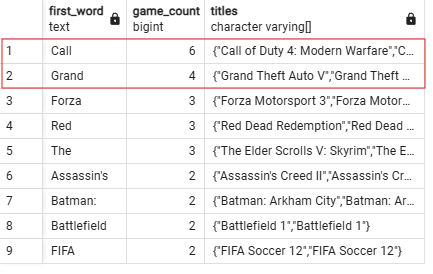 first_word game_count titles
text bigint character varying[]
1 Call 6 {"Call of Duty 4: Modern Warfare","C...
2 Grand 4 {"Grand Theft Auto V","Grand Theft ...
3 Forza 3 {"Forza Motorsport 3","Forza Motor...
4 Red 3 {"Red Dead Redemption","Red Dead ...
5 The 3 {"The Elder Scrolls V: Skyrim","The E...
6 Assassin's 2 {"Assassin's Creed II","Assassin's Cr...
7 Batman: 2 {"Batman: Arkham City","Batman: Ar...
8 Battlefield 2 {"Battlefield 1","Battlefield 1"}
9 FIFA 2 {"FIFA Soccer 12","FIFA Soccer 12"}